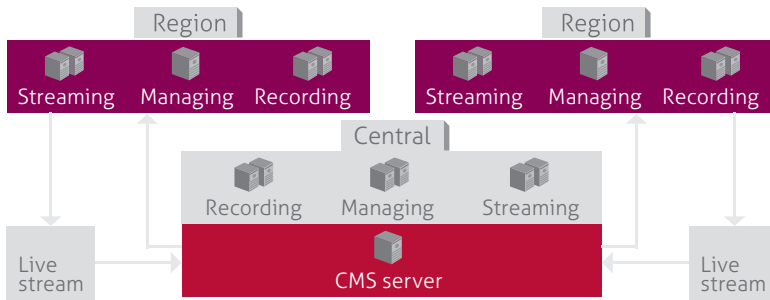 Region Region
Streaming Managing Recording Streaming Managing Recording
Central
Recording Managing Streaming
Live
stream
CMS server
Live
stream